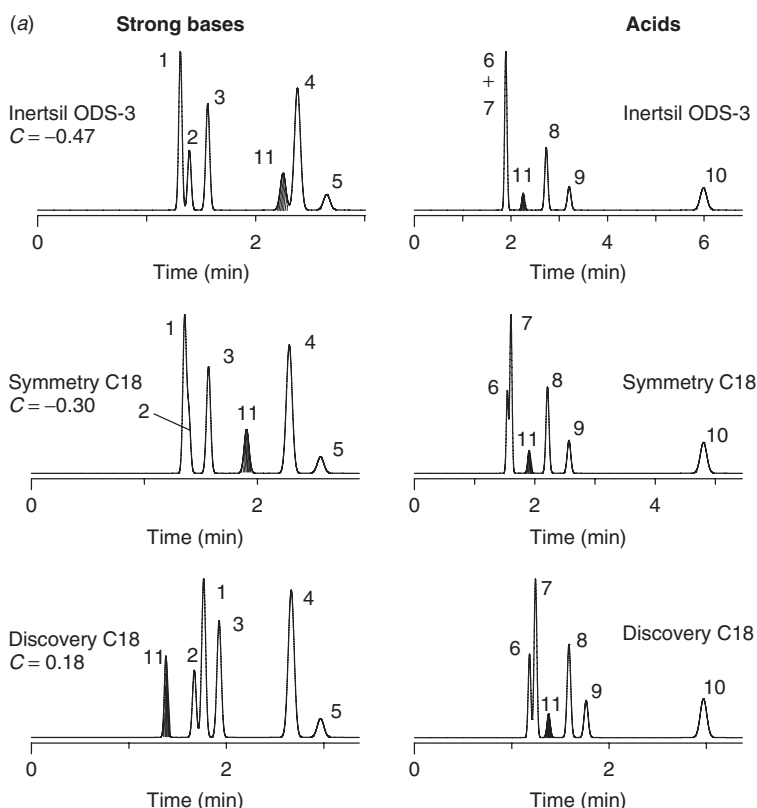 (a)
Strong bases
Acids
Inertsil ODS-3
C = −0.47
1
2
3
11
4
5
0
2
Time (min)
6
+
7
11
8
9
10
Inertsil ODS-3
0
2
4
6
Time (min)
Symmetry C18
C = −0.30
1
2
3
11
4
5
0
2
Time (min)
6
7
11
8
9
10
Symmetry C18
0
2
4
Time (min)
Discovery C18
C = 0.18
11
2
1
3
4
5
0
2
Time (min)
6
7
11
8
9
10
Discovery C18
0
2
Time (min)